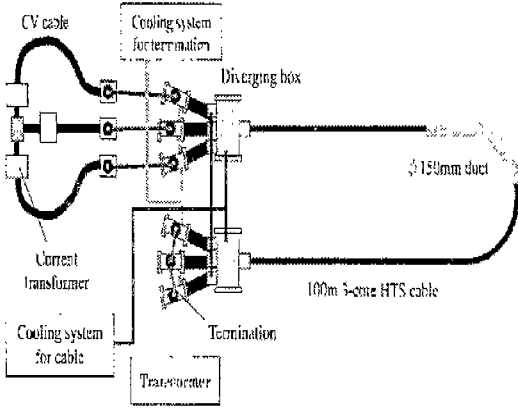 CV cable
Cooling system
for termination
Diverging box
ϕ 150mm duct
Current
transformer
100m 3-core HTS cable
Cooling system
for cable
Termination
Transformer